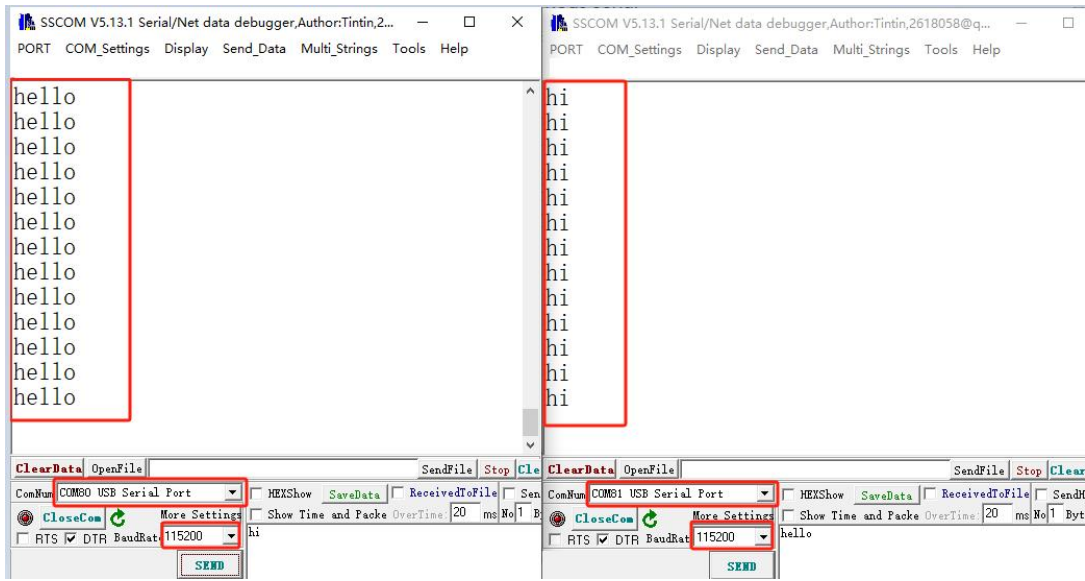 SSCOM V5.13.1 Serial/Net data debugger,Author:Tintin,2...
PORT COM_Settings Display Send_Data Multi_Strings Tools Help
hello
hello
hello
hello
hello
hello
hello
hello
hello
hello
hello
hello
hello
ClearData OpenFile SendFile Stop Cle
ComNum COM80 USB Serial Port HEXShow SaveData ReceivedToFile Sen
CloseCom More Settings Show Time and Packe OverTime: 20 ms No 1 By
RTS DTR BaudRat 115200 hi
SEND
SSCOM V5.13.1 Serial/Net data debugger,Author:Tintin,2618058@q...
PORT COM_Settings Display Send_Data Multi_Strings Tools Help
hi
hi
hi
hi
hi
hi
hi
hi
hi
hi
hi
hi
hi
ClearData OpenFile SendFile Stop Clear
ComNum COM81 USB Serial Port HEXShow SaveData ReceivedToFile SendH
CloseCom More Settings Show Time and Packe OverTime: 20 ms No 1 Byt
RTS DTR BaudRat 115200 hello
SEND